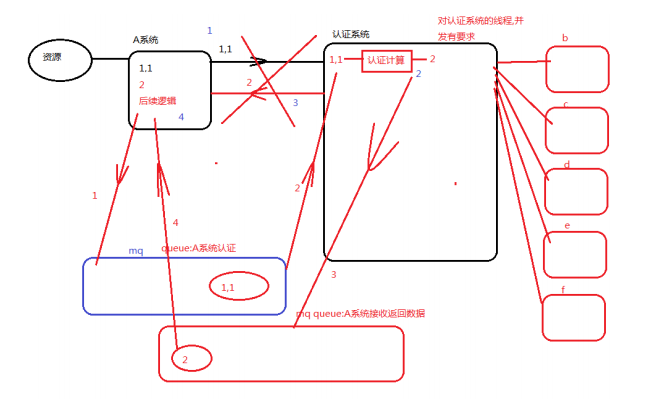 对认证系统的线程,并
发有要求
1
A系统
认证系统
b
1,1
资源
1,1
2
后续逻辑
4
2
3
1,1
认证计算
2
2
c
d
1
2
4
e
mq
queue:A系统认证
1,1
3
f
mq queue:A系统接收返回数据
2